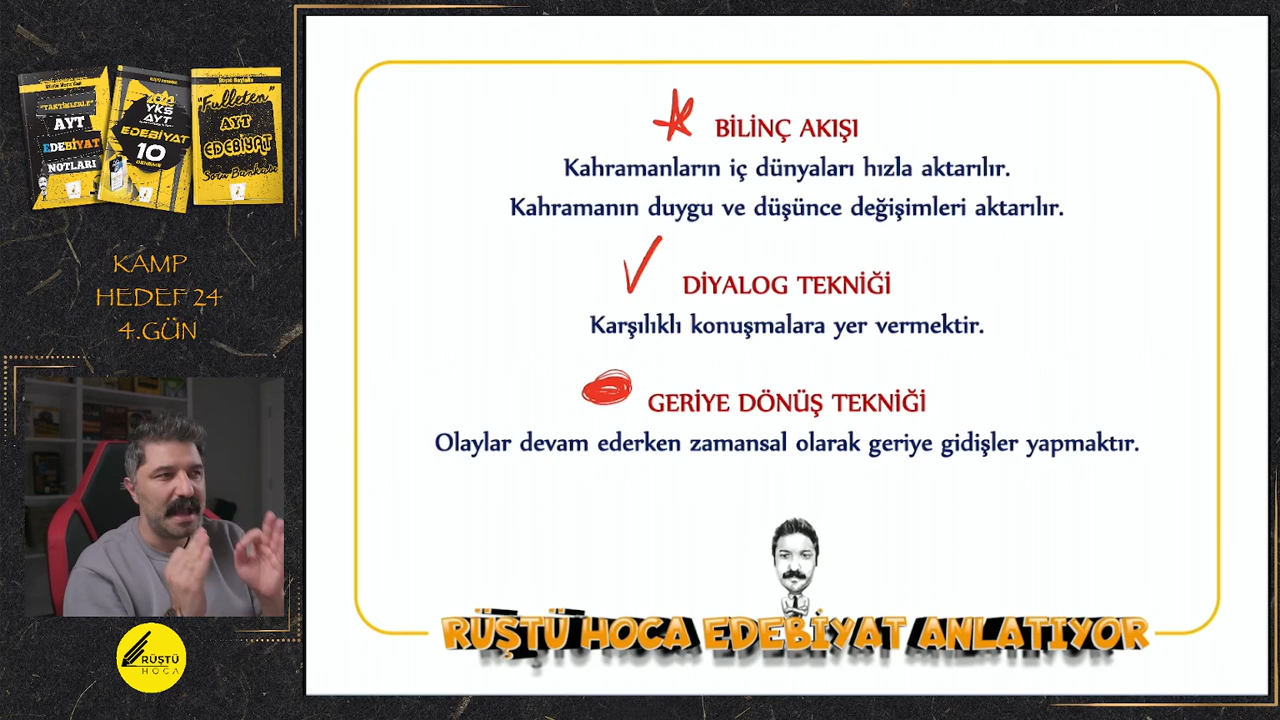 "TAKTİKLERLE"
AYT
EDEBİYAT
NOTLARI
YKS
AYT
EDEBİYAT
10
DENEME
"Fulleten"
AYT
EDEBİYAT
Soru Bankası
KAMP
HEDEF 24
4.GÜN
RÜŞTÜ
HOCA
BİLİNÇ AKIŞI
Kahramanların iç dünyaları hızla aktarılır.
Kahramanın duygu ve düşünce değişimleri aktarılır.
DİYALOG TEKNİĞİ
Karşılıklı konuşmalara yer vermektir.
GERİYE DÖNÜŞ TEKNİĞİ
Olaylar devam ederken zamansal olarak geriye gidişler yapmaktır.
RÜŞTÜ HOCA EDEBİYAT ANLATIYOR